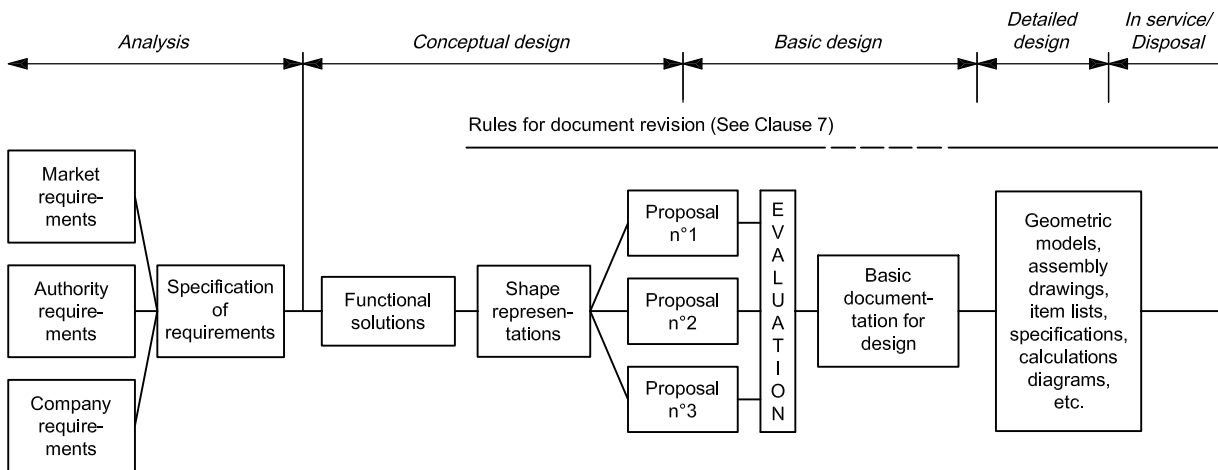 Analysis
Conceptual design
Basic design
Detailed
design
In service/
Disposal
Rules for document revision (See Clause 7)
Market
require–
ments
Authority
require–
ments
Company
require–
ments
Specification
of
requirements
Functional
solutions
Shape
represen-
tations
Proposal
n°1
Proposal
n°2
Proposal
n°3
E
V
A
L
U
A
T
I
O
N
Basic
documen-
tation for
design
Geometric
models,
assembly
drawings,
item lists,
specifications,
calculations
diagrams,
etc.